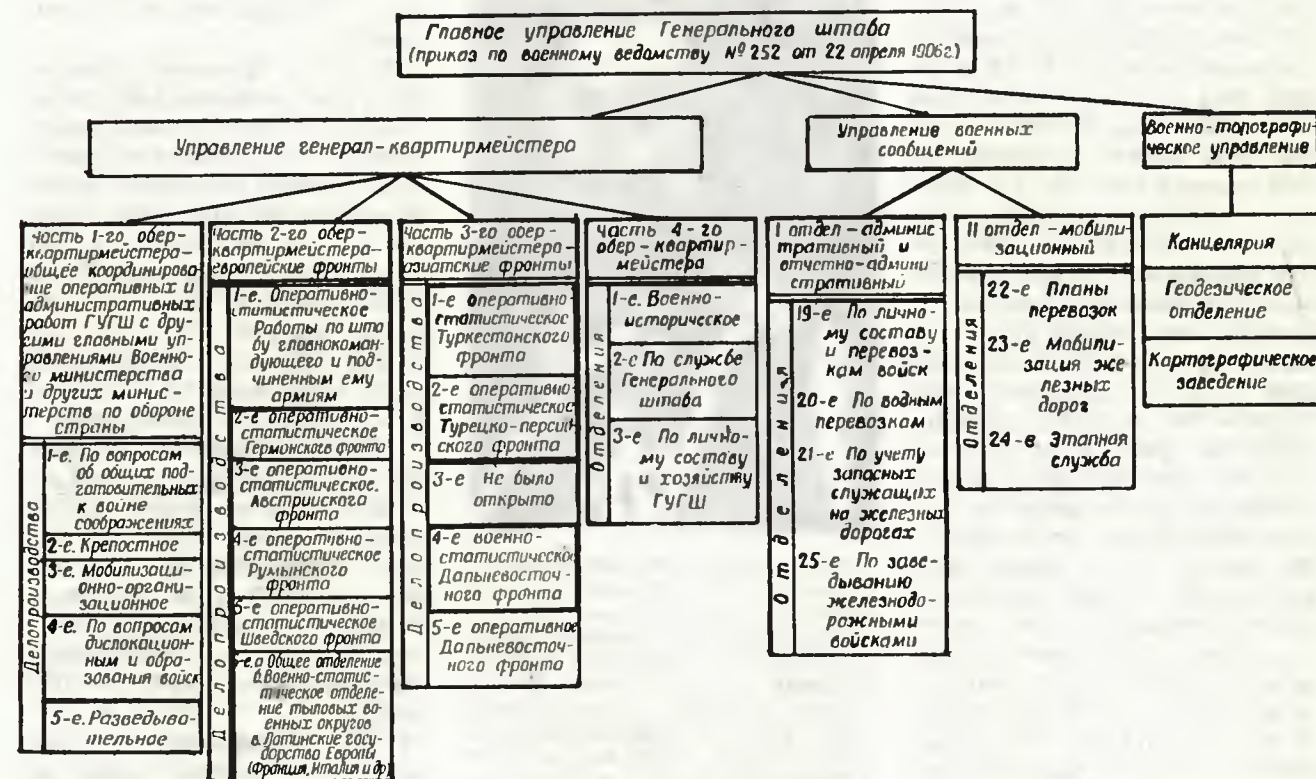 Главное управление Генерального штаба
(приказ по военному ведомству № 252 от 22 апреля 1906г.)
Управление генерал-квартирмейстера
Управление военных
сообщений
Военно-топографи-
ческое управление
Часть 1-го обер-
квартирмейстера-
общее координирова
ние оперативных и
административных
работ ГУГШ с дру-
гими главными уп-
равлениями Военно-
го министерства
и других минис-
терств по обороне
страны
Делопроизводства
1-е. По вопросам
об общих под-
готовительных
к войне
соображениях
2-е. Крепостное
3-е. Мобилизаци-
онно-органи-
зационное
4-е. По вопросам
дислокацион-
ным и обра-
зования войск
5-е. Разведыва-
тельное
Часть 2-го обер-
квартирмейстера-
европейские фронты
Делопроизводства
1-е. Оперативно-
статистическое
Работы по шта
бу главнокоман-
дующего и под-
чиненным ему
армиям
2-е оперативно-
статистическое
Германского фронта
3-е оперативно-
статистическое.
Австрийского
фронта
4-е оперативно-
статистическое
Румынского
фронта
5-е оперативно-
статистическое
Шведского фронта
6-е.а Общее отделение
б.Военно-статис-
тическое отделе-
ние тыловых во-
енных округов
в.Латинские госу-
дарства Европы
(Франция, Италия и др)
Часть 3-го обер-
квартирмейстера -
азиатские фронты
Делопроизводства
1-е оперативно-
статистическое
Туркестанского
фронта
2-е оперативно-
статистическое
Турецко-персид-
ского фронта
3-е Не было
открыто
4-е военно-
статистическое
Дальневосточ-
ного фронта
5-е оперативное
Дальневосточ-
ного фронта
Часть 4-го
обер-квартир-
мейстера
Отделения
1-е. Военно-
историческое
2-е По службе
Генерального
штаба
3-е По лично-
му составу
и хозяйству
ГУГШ
I отдел-админис-
тративный и
отчетно-админи
стративный
Отделения
19-е По лично-
му составу
и перевоз-
кам войск
20-е По водным
перевозкам
21-е По учету
запасных
служащих
на железных
дорогах
25-е По заве-
дыванию
железнодо-
рожными
войсками
II отдел-мобили-
зационный
Отделения
22-е Планы
перевозок
23-е Мобили-
зация же
лезных
дорог
24-е Этапная
служба
Канцелярия
Геодезическое
отделение
Картографическое
заведение